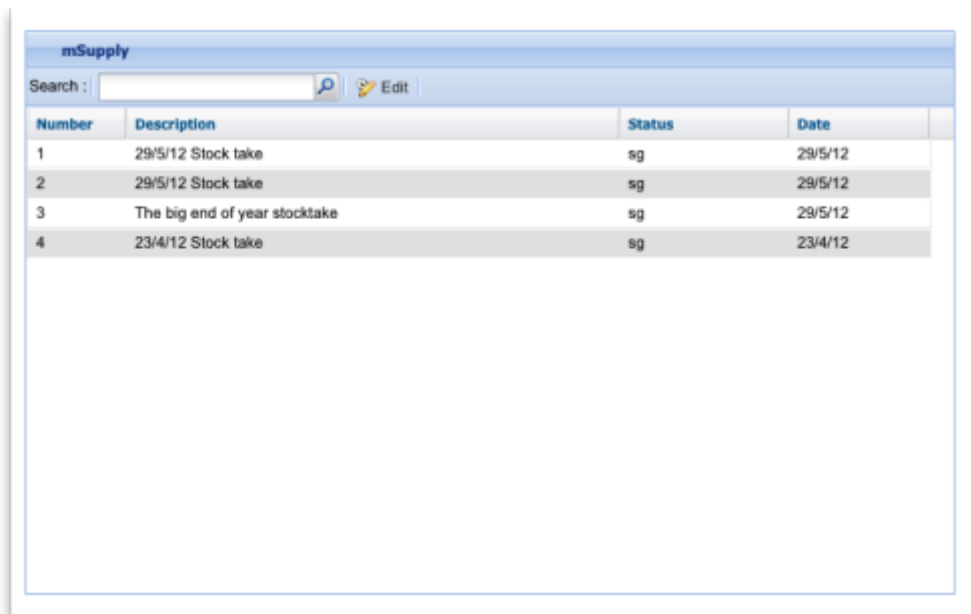 mSupply
Search : Edit
Number Description Status Date
1 29/5/12 Stock take sg 29/5/12
2 29/5/12 Stock take sg 29/5/12
3 The big end of year stocktake sg 29/5/12
4 23/4/12 Stock take sg 23/4/12